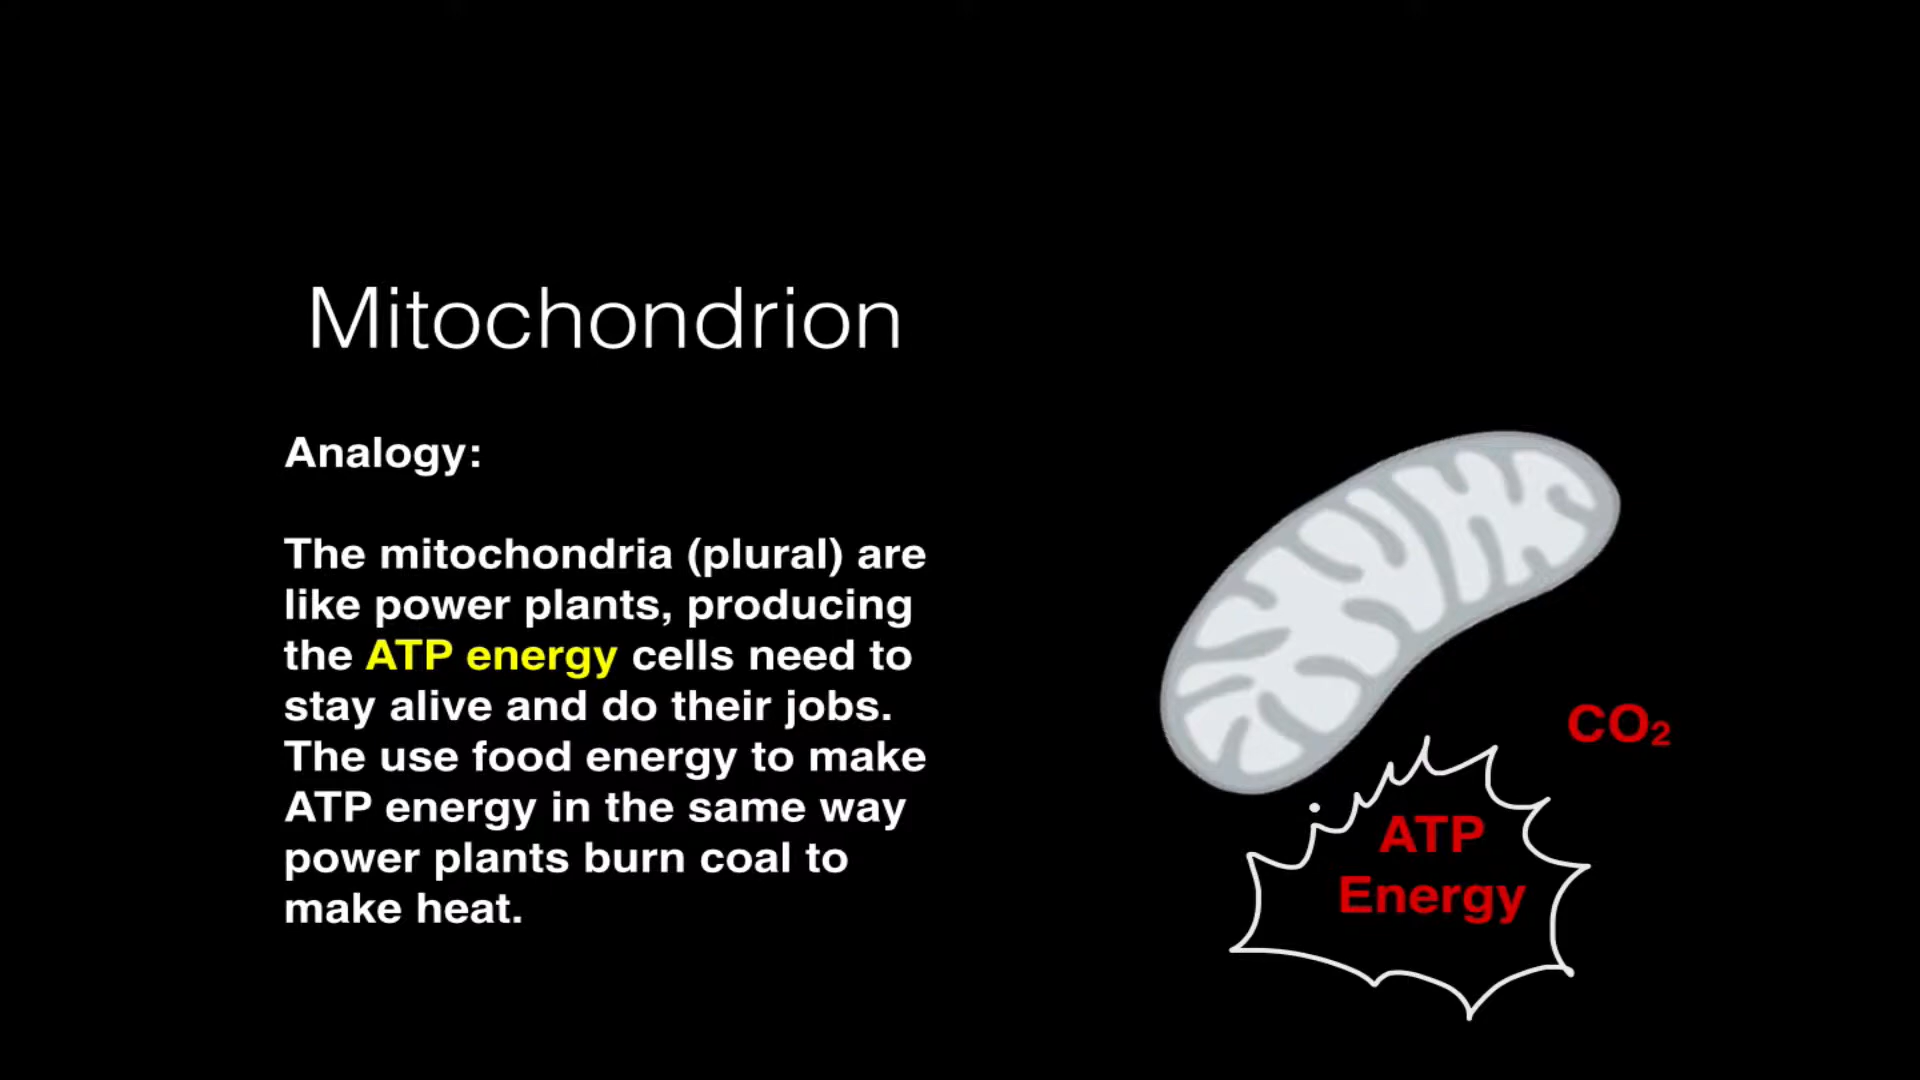 Mitochondrion
Analogy:
The mitochondria (plural) are
like power plants, producing
the ATP energy cells need to
stay alive and do their jobs.
The use food energy to make
ATP energy in the same way
power plants burn coal to
make heat.
CO₂
ATP
Energy